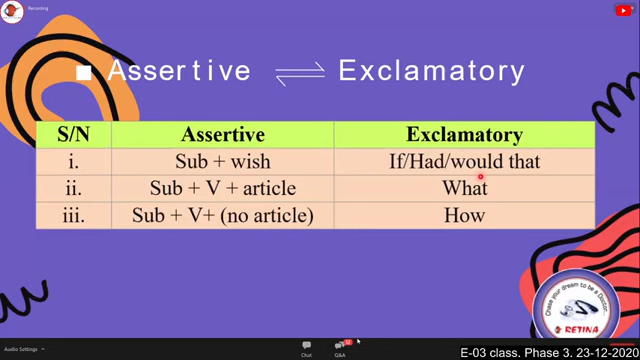 Recording
Assertive ⇌ Exclamatory
S/N Assertive Exclamatory
i. Sub + wish If/Had/would that
ii. Sub + V + article What
iii. Sub + V+ (no article) How
Chase your dream to be a Doctor...
RETINA
Audio Settings
Chat
Q&A
E-03 class. Phase 3. 23-12-2020